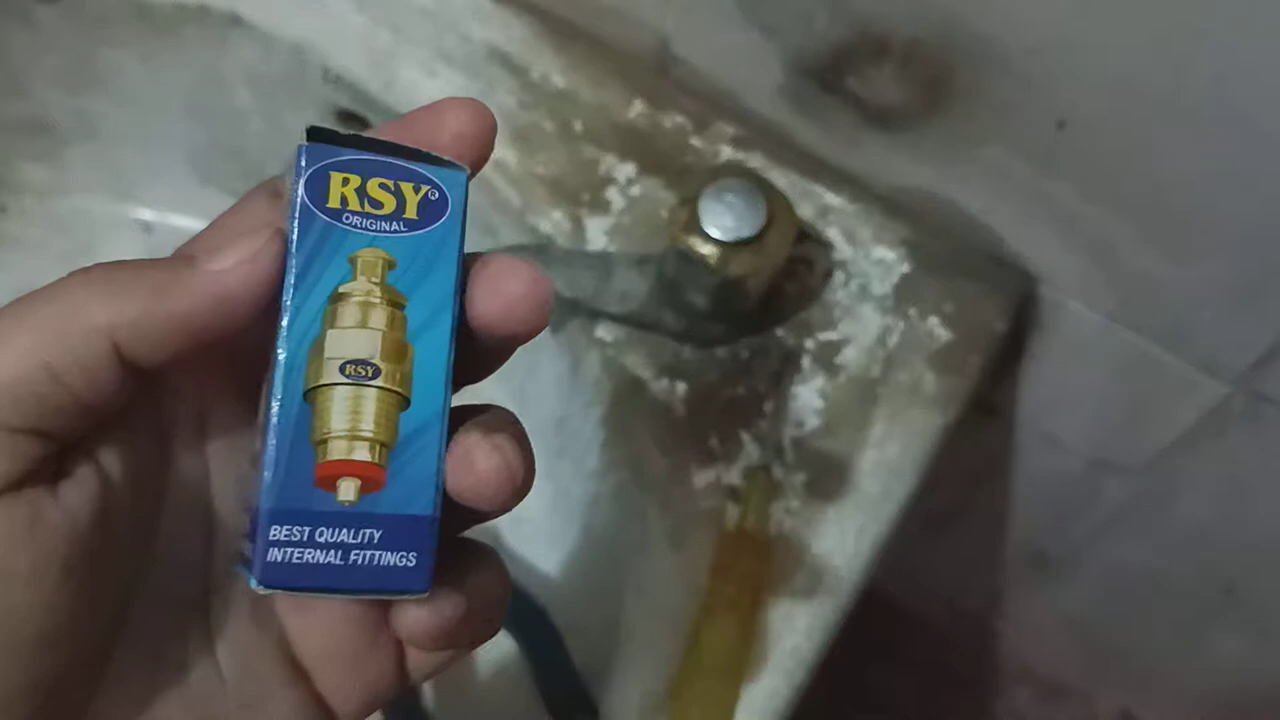 RSY®
ORIGINAL
RSY
BEST QUALITY
INTERNAL FITTINGS